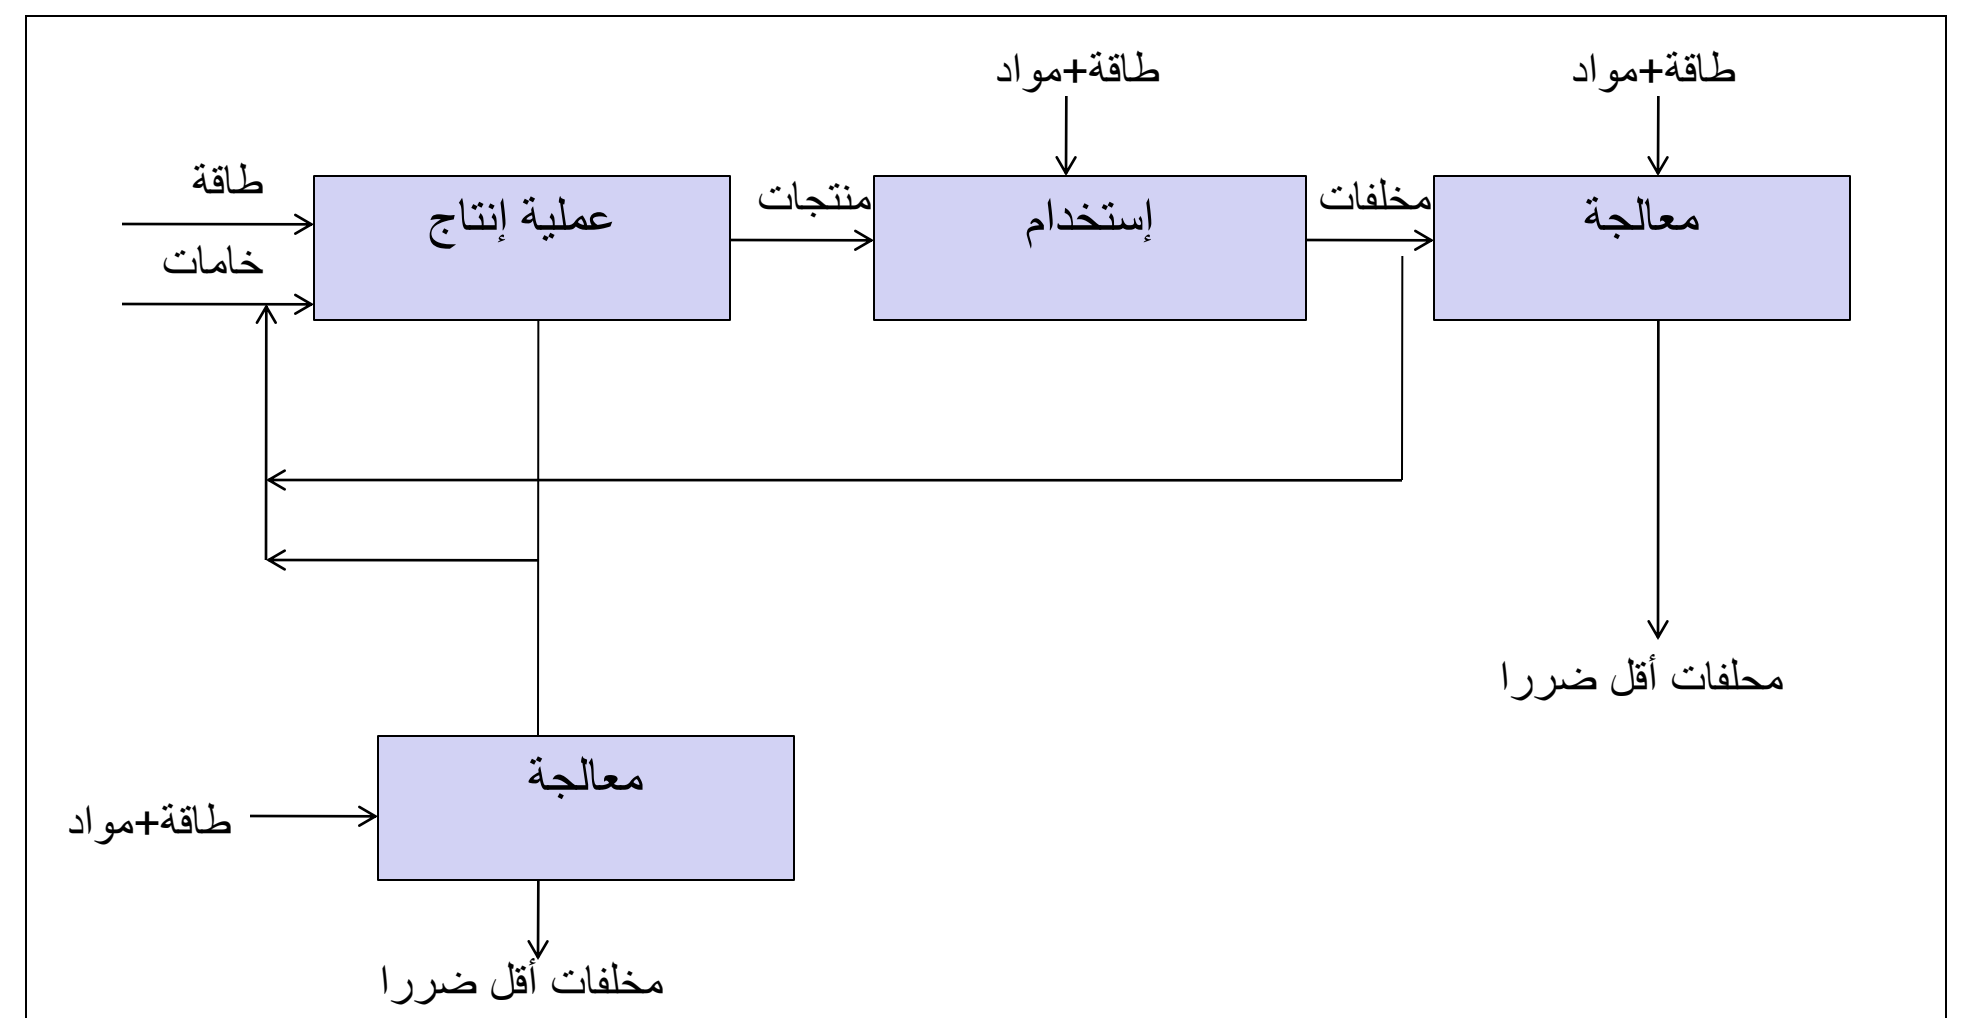 طاقة+مواد
طاقة+مواد
طاقة
خامات
عملية إنتاج
منتجات
إستخدام
مخلفات
معالجة
محلفات أقل ضررا
معالجة
طاقة+مواد
مخلفات أقل ضررا